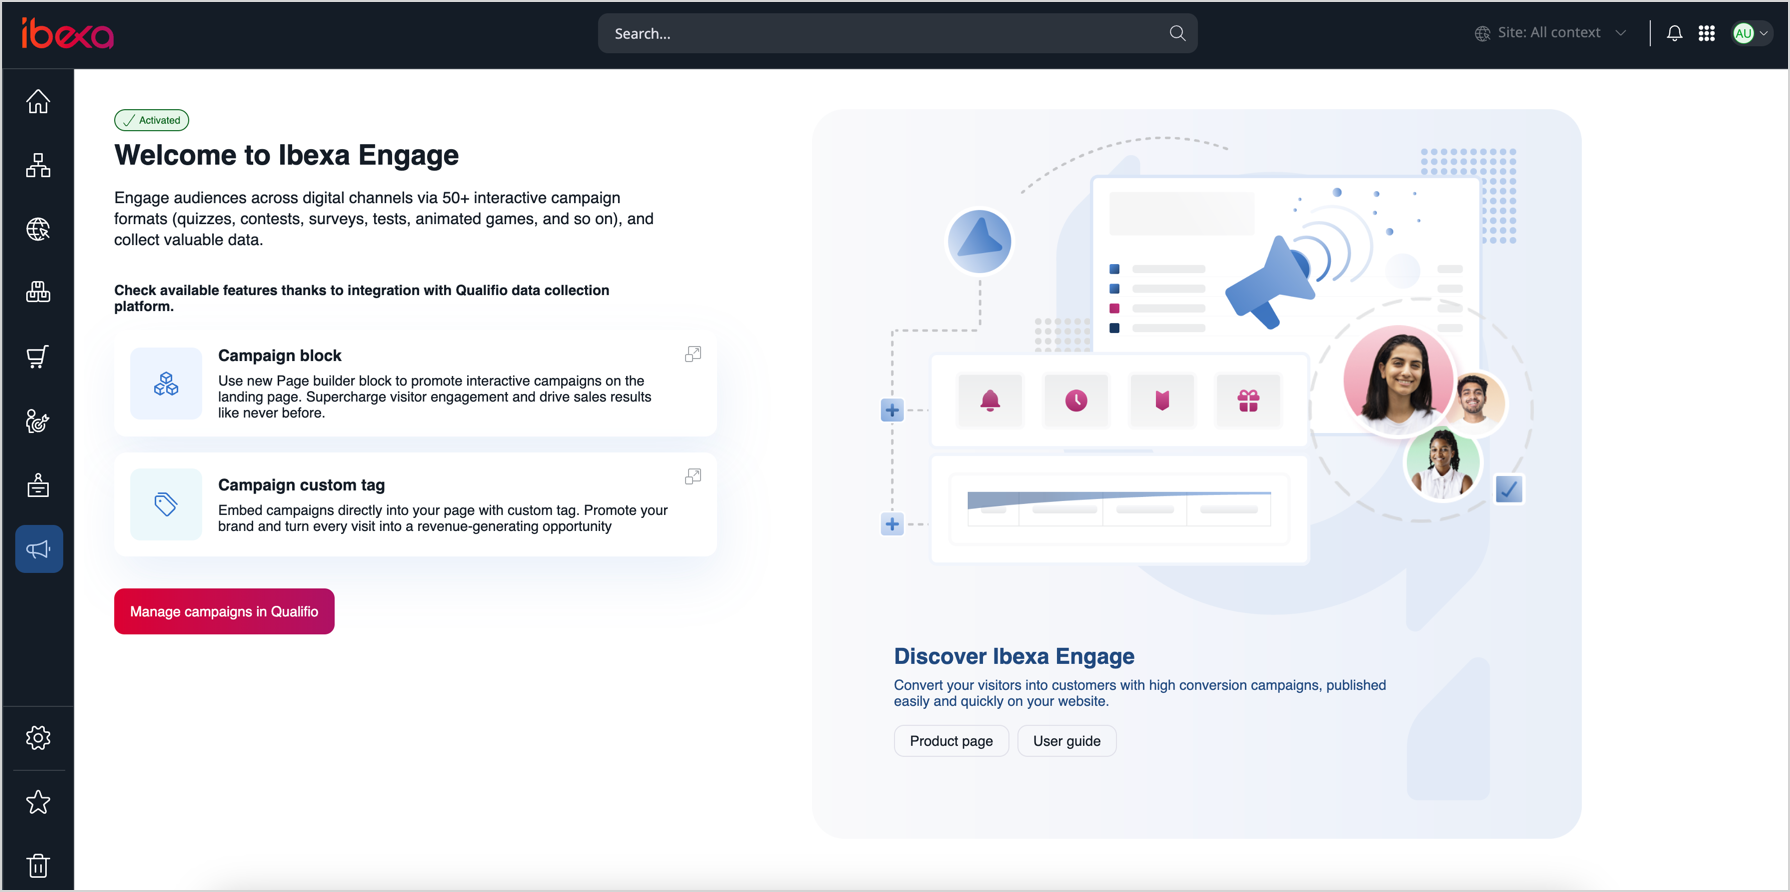 ibexa
Search...
Site: All context
AU
Activated
Welcome to Ibexa Engage
Engage audiences across digital channels via 50+ interactive campaign
formats (quizzes, contests, surveys, tests, animated games, and so on), and
collect valuable data.
Check available features thanks to integration with Qualifio data collection
platform.
Campaign block
Use new Page builder block to promote interactive campaigns on the
landing page. Supercharge visitor engagement and drive sales results
like never before.
Campaign custom tag
Embed campaigns directly into your page with custom tag. Promote your
brand and turn every visit into a revenue-generating opportunity
Manage campaigns in Qualifio
Discover Ibexa Engage
Convert your visitors into customers with high conversion campaigns, published
easily and quickly on your website.
Product page
User guide